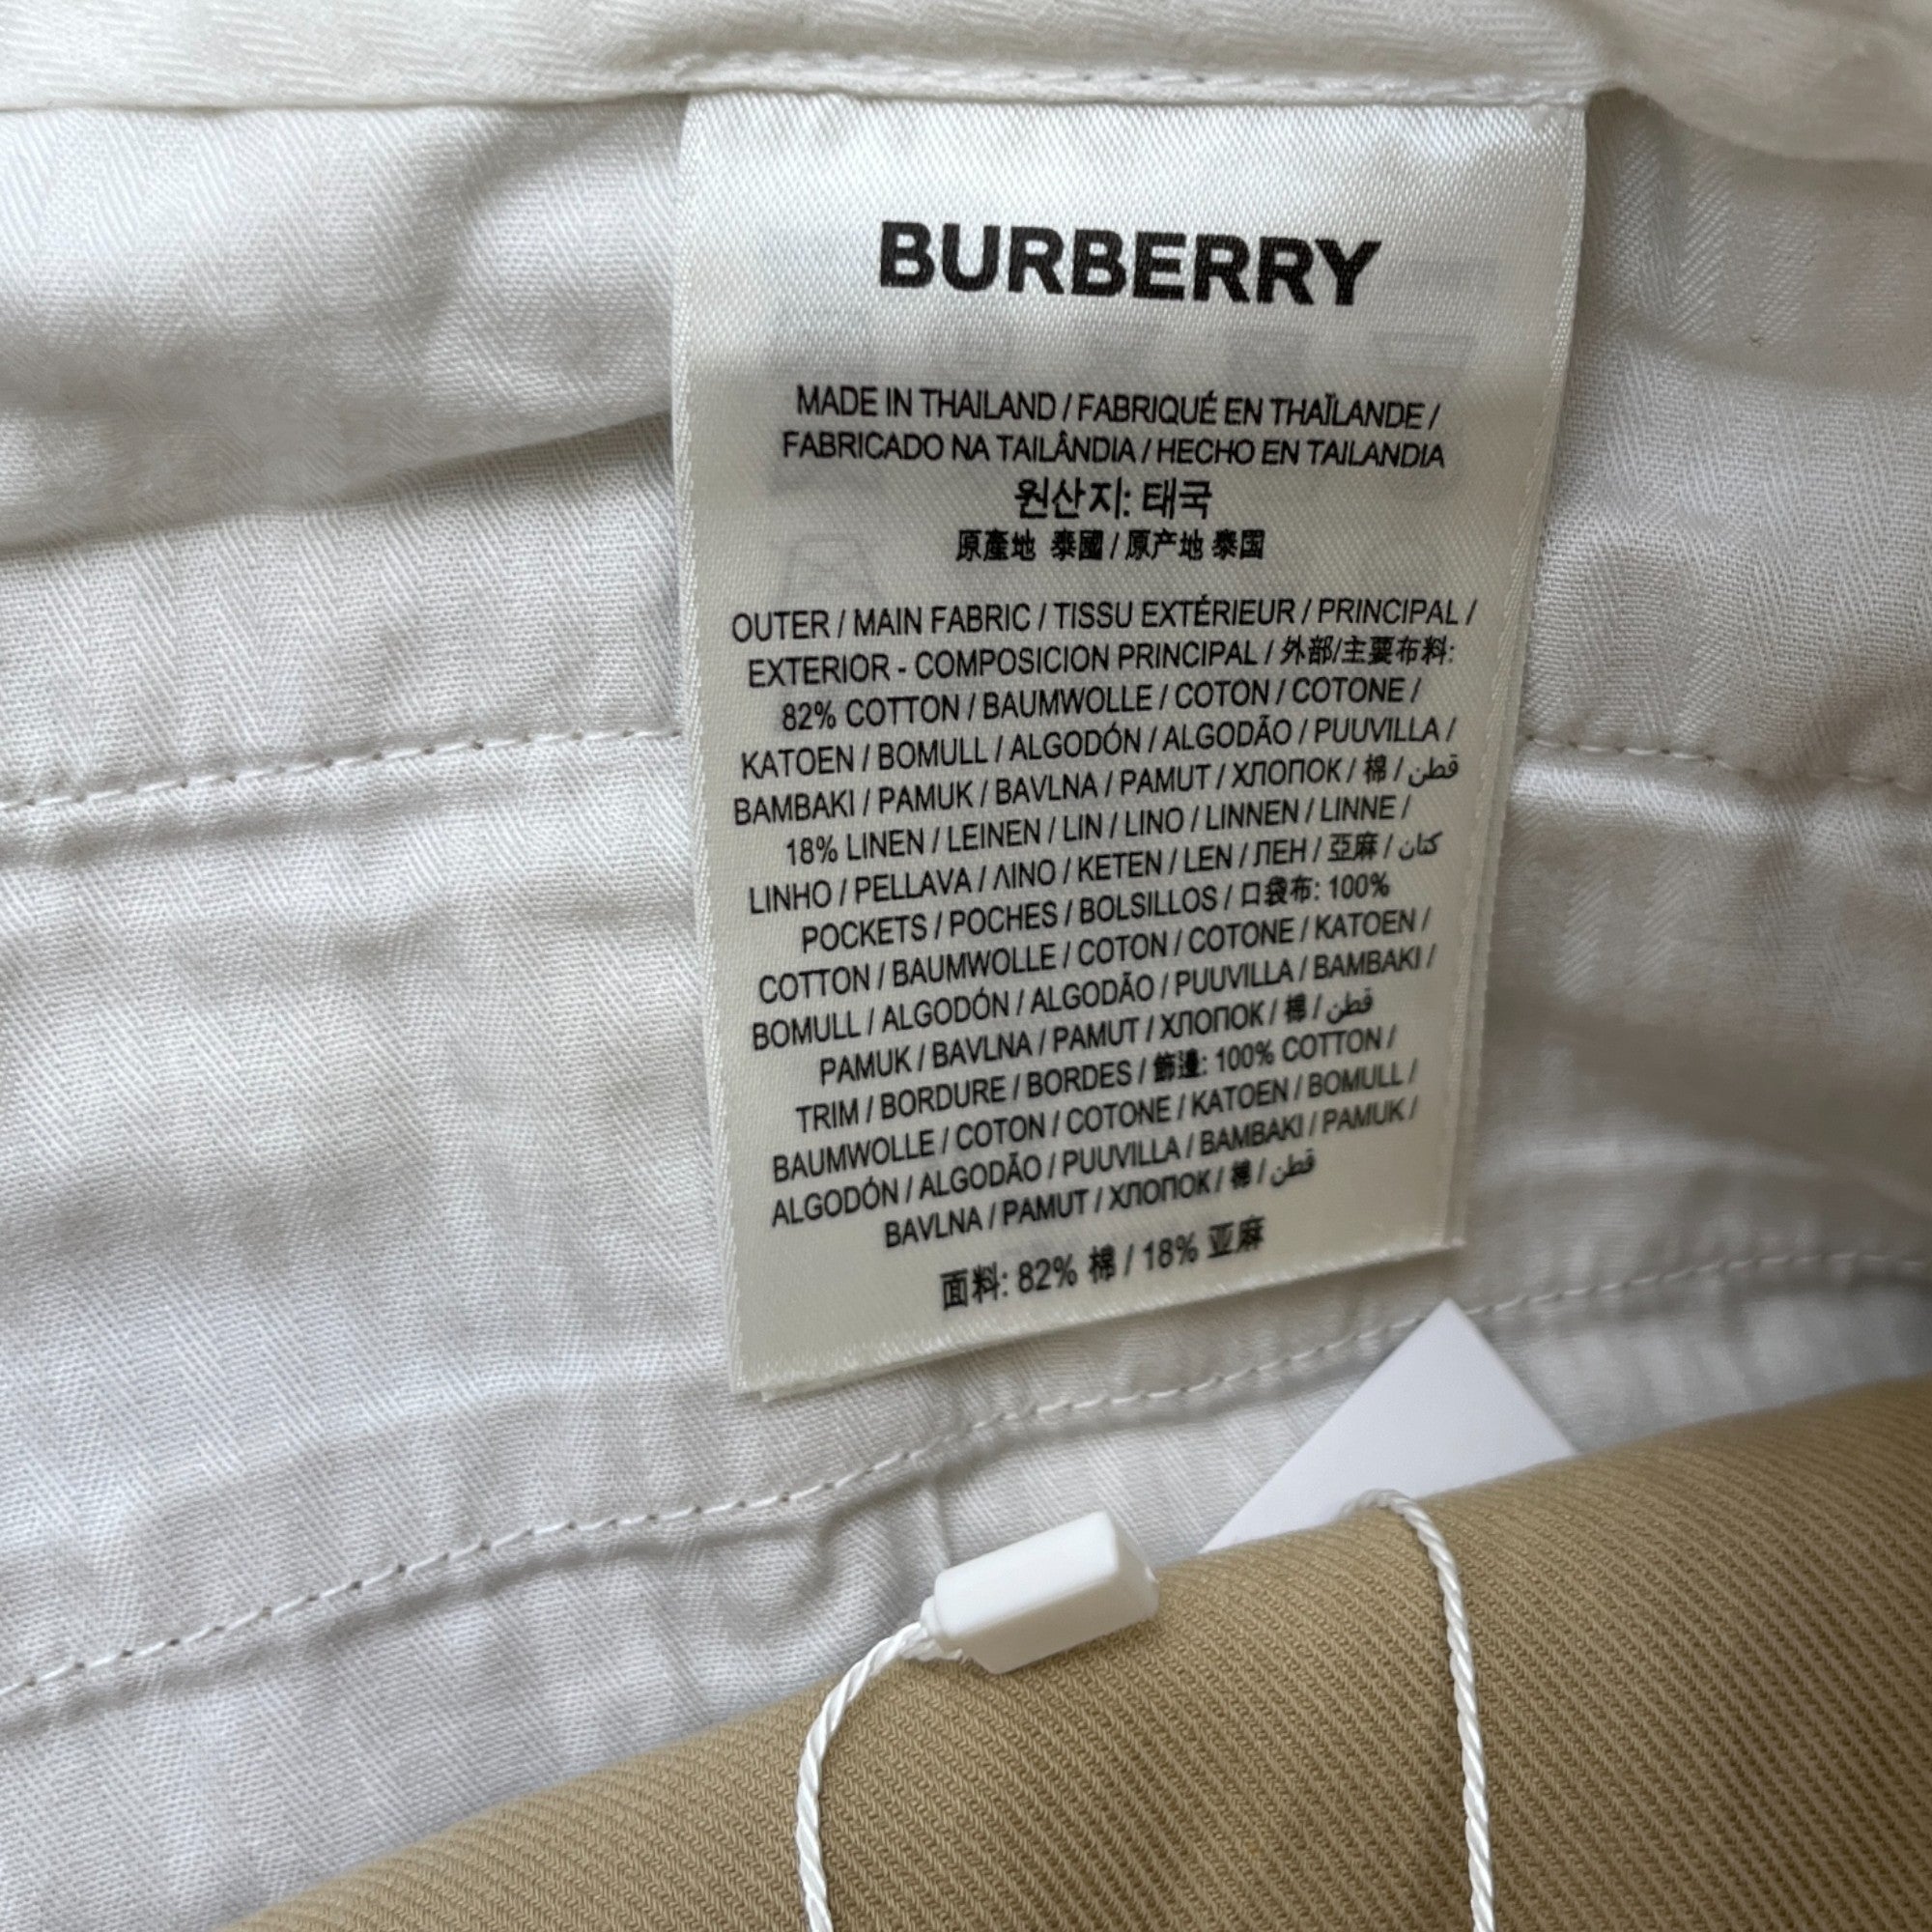 BURBERRY
MADE IN THAILAND / FABRIQUÉ EN THAÏLANDE /
FABRICADO NA TAILÂNDIA / HECHO EN TAILANDIA
원산지: 태국
原產地 泰國 / 原产地 泰国
OUTER / MAIN FABRIC / TISSU EXTÉRIEUR / PRINCIPAL /
EXTERIOR - COMPOSICION PRINCIPAL / 外部/主要布料:
82% COTTON / BAUMWOLLE / COTON / COTONE /
KATOEN / BOMULL / ALGODÓN / ALGODÃO / PUUVILLA /
BAMBAKI / PAMUK / BAVLNA / PAMUT / ХЛОПОК / 棉 / قطن
18% LINEN / LEINEN / LIN / LINO / LINNEN / LINNE /
LINHO / PELLAVA / ΛΙΝΟ / KETEN / LEN / ЛЕН / 亞麻 / كتان
POCKETS / POCHES / BOLSILLOS / 口袋布: 100%
COTTON / BAUMWOLLE / COTON / COTONE / KATOEN /
BOMULL / ALGODÓN / ALGODÃO / PUUVILLA / BAMBAKI /
PAMUK / BAVLNA / PAMUT / ХЛОПОК / 棉 / قطن
TRIM / BORDURE / BORDES / 飾邊: 100% COTTON /
BAUMWOLLE / COTON / COTONE / KATOEN / BOMULL /
ALGODÓN / ALGODÃO / PUUVILLA / BAMBAKI / PAMUK /
BAVLNA / PAMUT / ХЛОПОК / 棉 / قطن
面料: 82% 棉 / 18% 亚麻